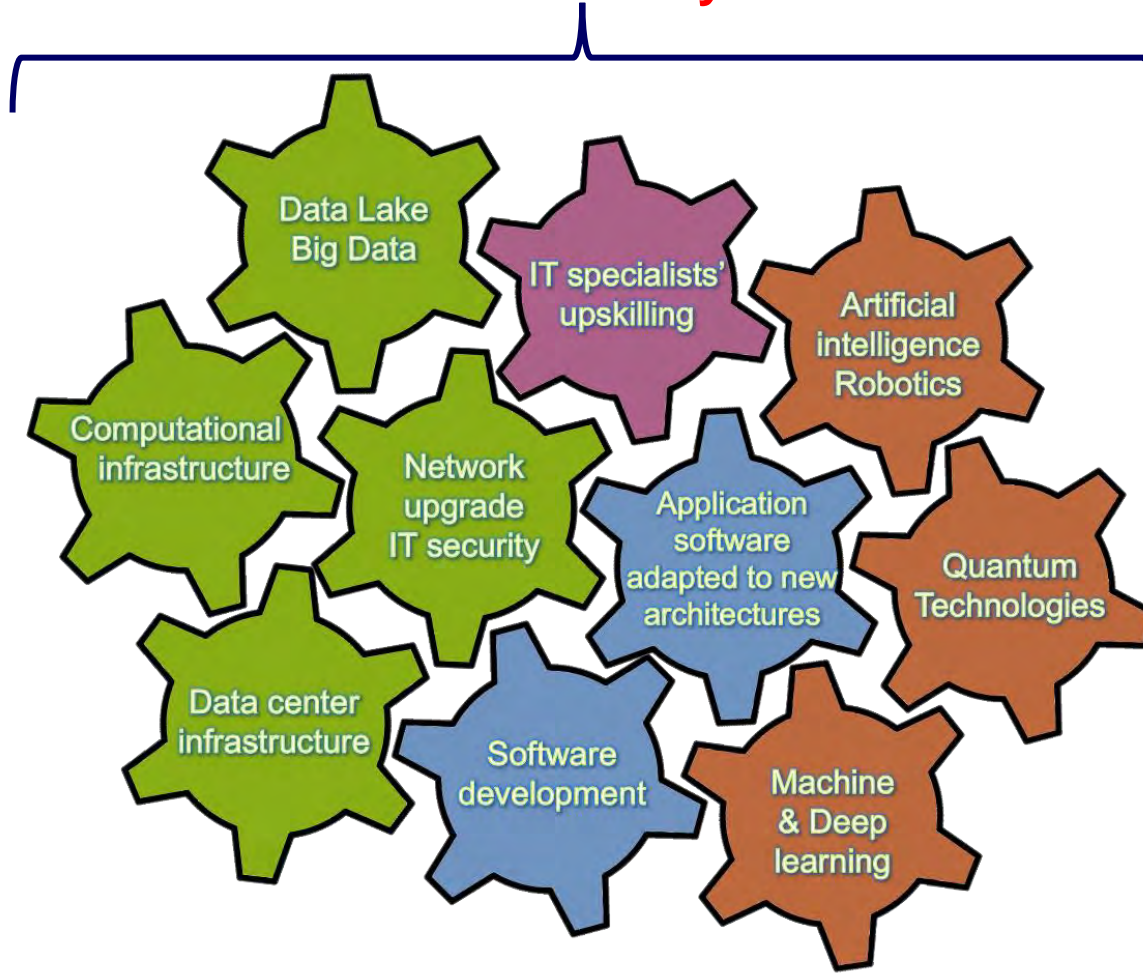 Data Lake
Big Data
IT specialists’
upskilling
Artificial
intelligence
Robotics
Computational
infrastructure
Network
upgrade
IT security
Application
software
adapted to new
architectures
Quantum
Technologies
Data center
infrastructure
Software
development
Machine
& Deep
learning